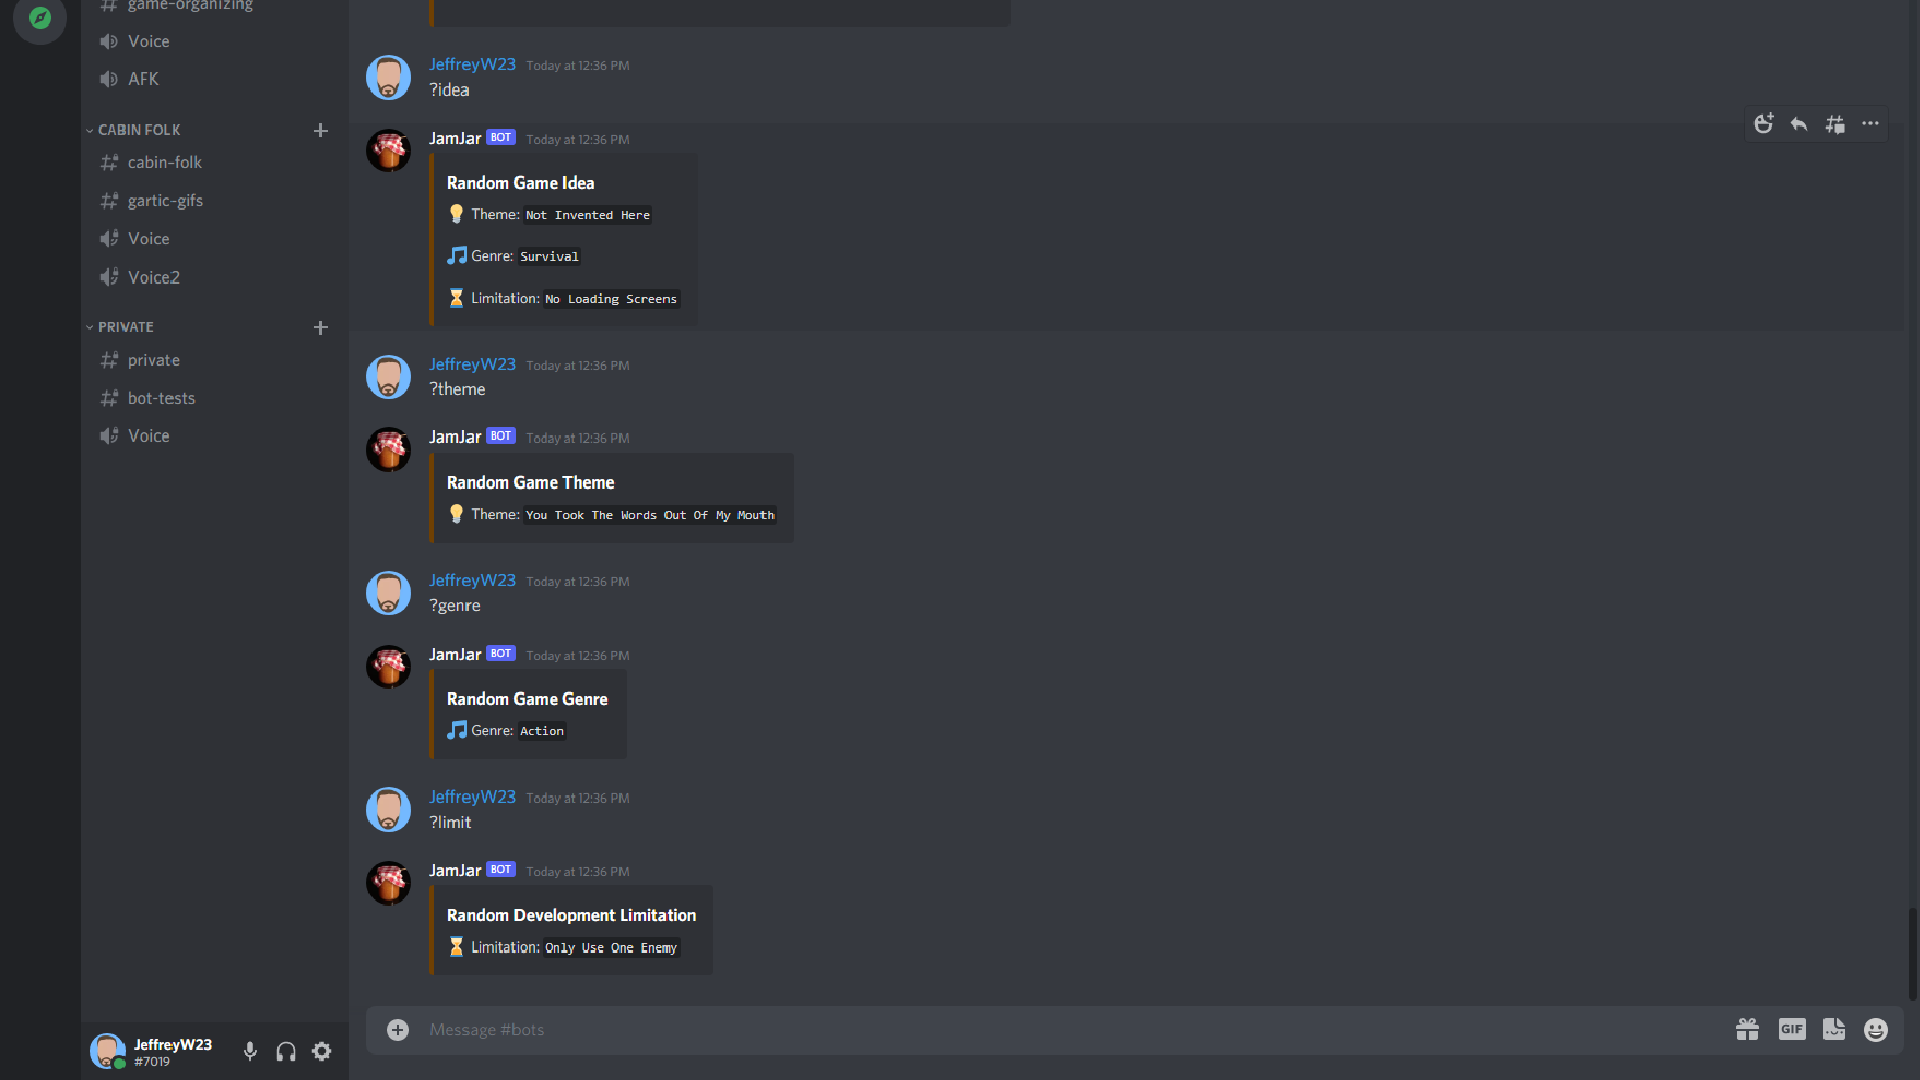 game-organizing
Voice
AFK
CABIN FOLK
cabin-folk
gartic-gifs
Voice
Voice2
PRIVATE
private
bot-tests
Voice
JeffreyW23
#7019
JeffreyW23 Today at 12:36 PM
?idea
JamJar BOT Today at 12:36 PM
Random Game Idea
Theme: Not Invented Here
Genre: Survival
Limitation: No Loading Screens
JeffreyW23 Today at 12:36 PM
?theme
JamJar BOT Today at 12:36 PM
Random Game Theme
Theme: You Took The Words Out Of My Mouth
JeffreyW23 Today at 12:36 PM
?genre
JamJar BOT Today at 12:36 PM
Random Game Genre
Genre: Action
JeffreyW23 Today at 12:36 PM
?limit
JamJar BOT Today at 12:36 PM
Random Development Limitation
Limitation: Only Use One Enemy
Message #bots
GIF